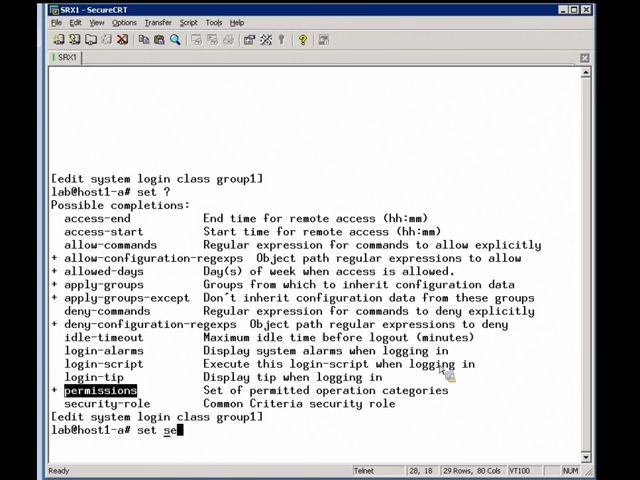 SRX1 - SecureCRT
File Edit View Options Transfer Script Tools Help
SRX1
[edit system login class group1]
lab@host1-a# set ?
Possible completions:
access-end End time for remote access (hh:mm)
access-start Start time for remote access (hh:mm)
allow-commands Regular expression for commands to allow explicitly
+ allow-configuration-regexps Object path regular expressions to allow
+ allowed-days Day(s) of week when access is allowed.
+ apply-groups Groups from which to inherit configuration data
+ apply-groups-except Don't inherit configuration data from these groups
deny-commands Regular expression for commands to deny explicitly
+ deny-configuration-regexps Object path regular expressions to deny
idle-timeout Maximum idle time before logout (minutes)
login-alarms Display system alarms when logging in
login-script Execute this login-script when logging in
login-tip Display tip when logging in
+ permissions Set of permitted operation categories
security-role Common Criteria security role
[edit system login class group1]
lab@host1-a# set se
Ready Telnet 28, 18 29 Rows, 80 Cols VT100 NUM